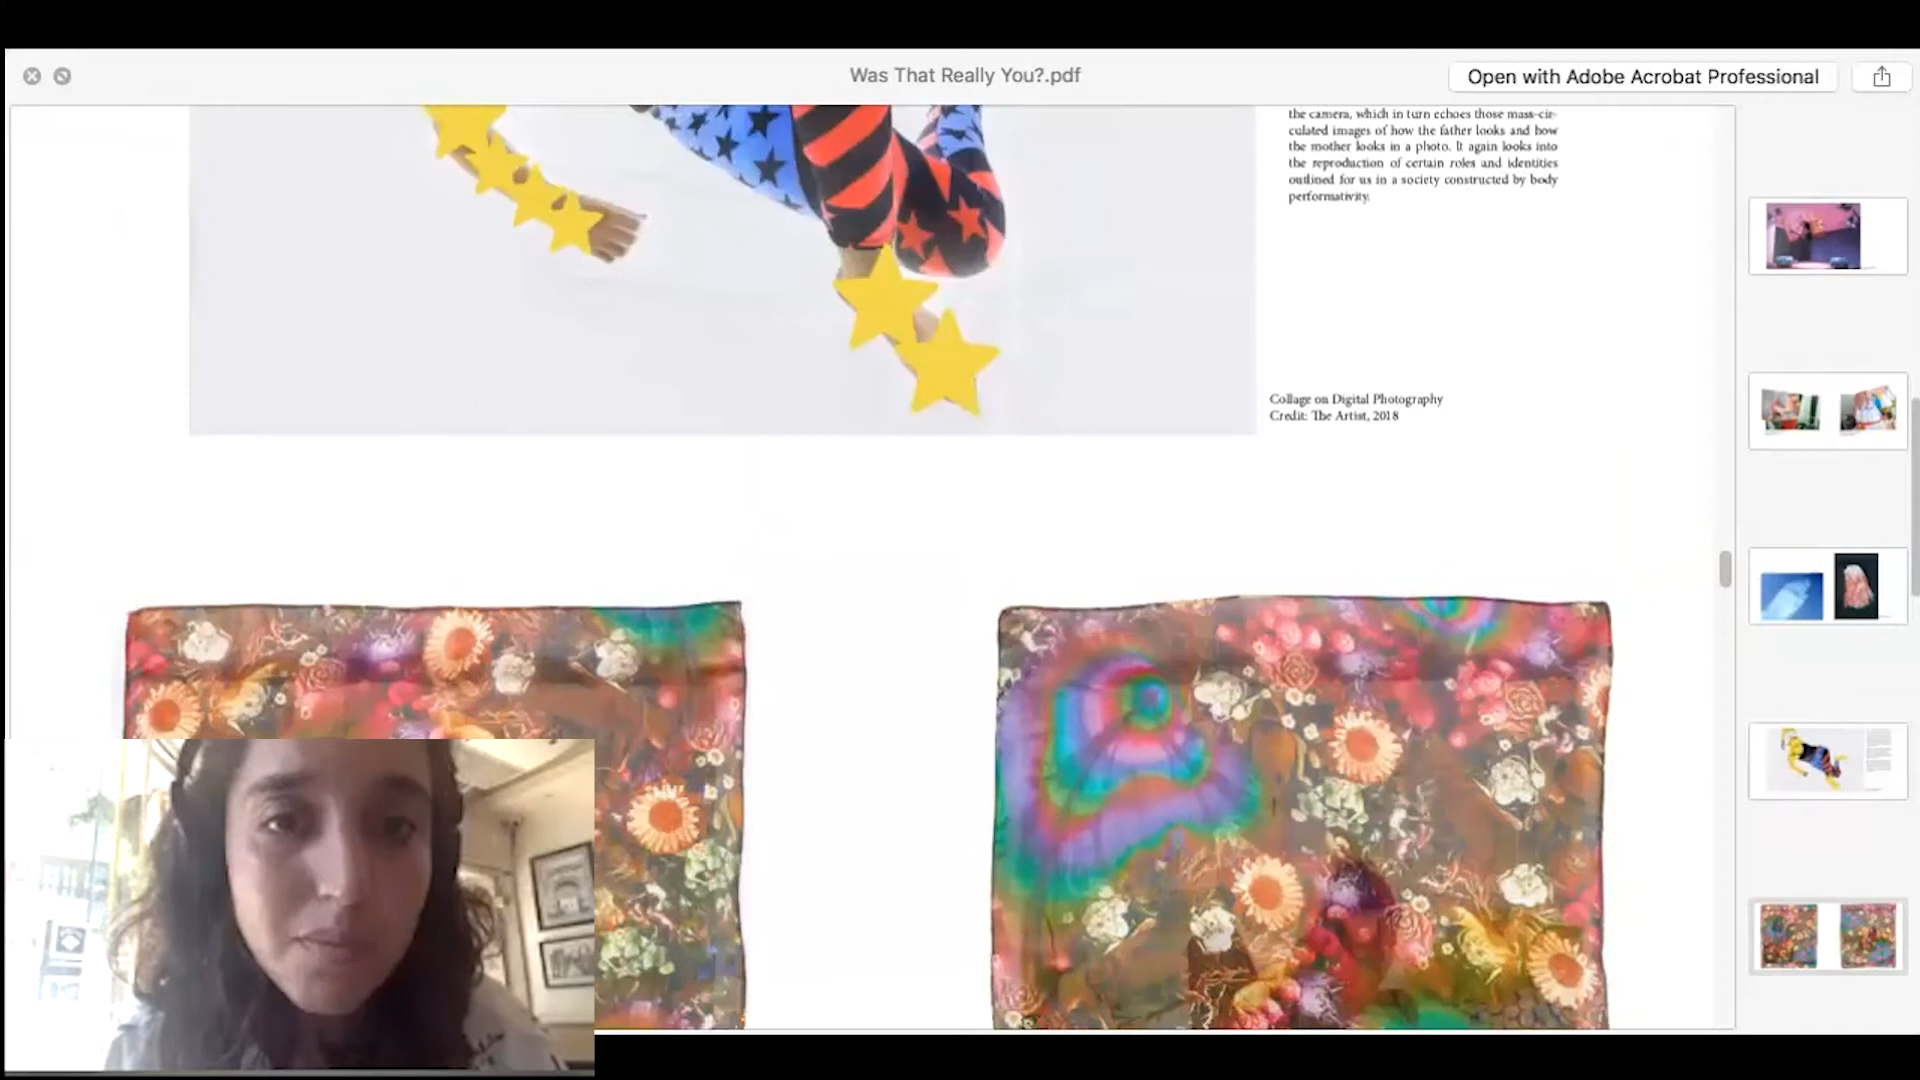 Was That Really You?.pdf
Open with Adobe Acrobat Professional
the camera, which in turn echoes those mass-cir-
culated images of how the father looks and how
the mother looks in a photo. It again looks into
the reproduction of certain roles and identities
outlined for us in a society constructed by body
performativity.
Collage on Digital Photography
Credit: The Artist, 2018